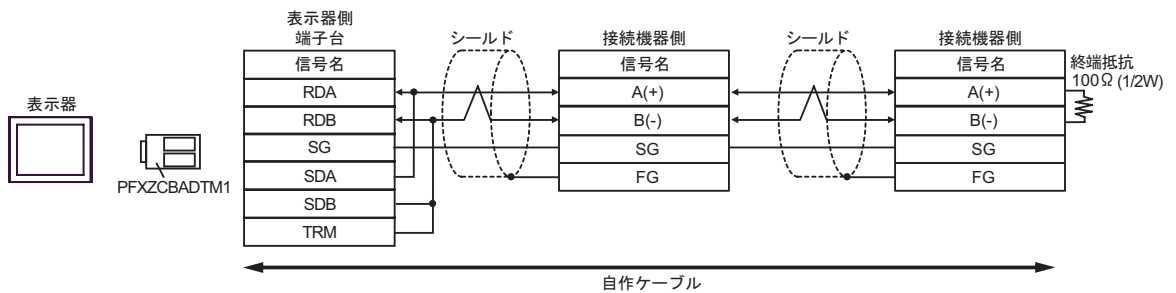 表示器
PFXZCBADTM1
表示器側
端子台
信号名
RDA
RDB
SG
SDA
SDB
TRM
シールド
接続機器側
信号名
A(+)
B(-)
SG
FG
シールド
接続機器側
信号名
A(+)
B(-)
SG
FG
終端抵抗
100Ω (1/2W)
自作ケーブル